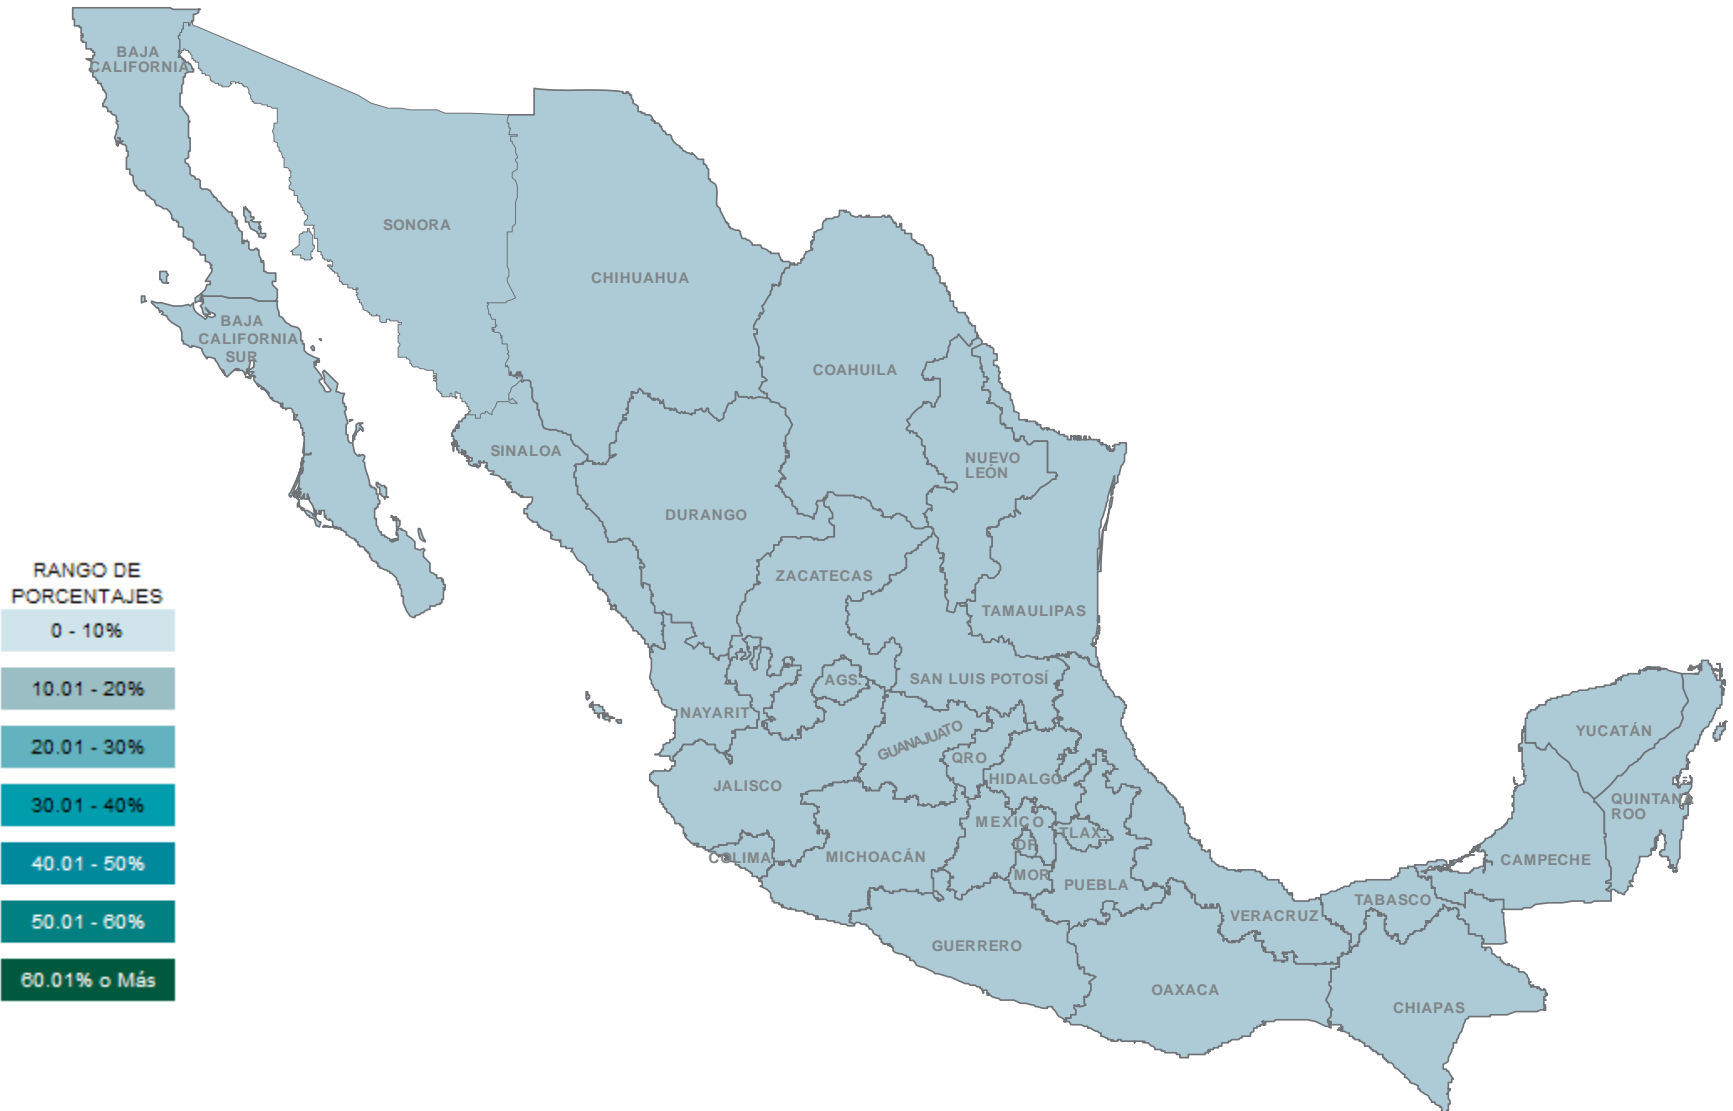 BAJA
CALIFORNIA
SONORA
CHIHUAHUA
BAJA
CALIFORNIA
SUR
COAHUILA
SINALOA
NUEVO
LEÓN
DURANGO
ZACATECAS
TAMAULIPAS
AGS.
SAN LUIS POTOSÍ
NAYARIT
GUANAJUATO
QRO
HIDALGO
JALISCO
MEXICO
TLAX.
DF
COLIMA
MICHOACÁN
MOR
PUEBLA
GUERRERO
VERACRUZ
TABASCO
OAXACA
CHIAPAS
CAMPECHE
YUCATÁN
QUINTANA
ROO
RANGO DE
PORCENTAJES
0 - 10%
10.01 - 20%
20.01 - 30%
30.01 - 40%
40.01 - 50%
50.01 - 60%
60.01% o Más